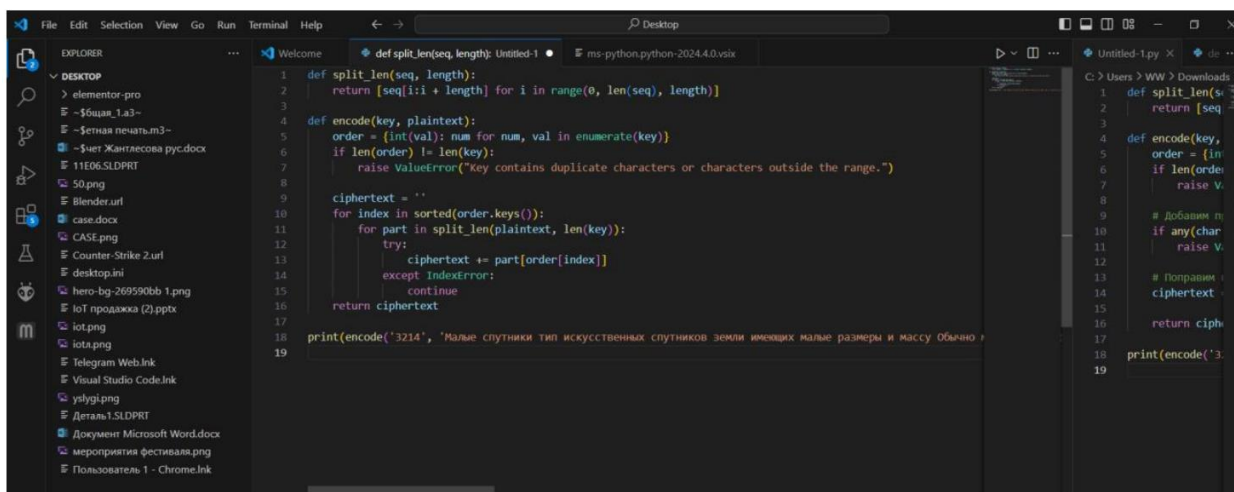 File Edit Selection View Go Run Terminal Help
Desktop
EXPLORER
Welcome
def split_len(seq, length): Untitled-1
ms-python.python-2024.4.0.vsix
Untitled-1.py
de
DESKTOP
elementor-pro
~$бщая_1.a3~
~$етная печать.m3~
~$чет Жантлесова рус.docx
11E06.SLDPRT
50.png
Blender.url
case.docx
CASE.png
Counter-Strike 2.url
desktop.ini
hero-bg-269590bb 1.png
IoT продажка (2).pptx
iot.png
Telegram Web.lnk
Visual Studio Code.lnk
yslygi.png
Деталь1.SLDPRT
Документ Microsoft Word.docx
мероприятия фестиваля.png
Пользователь 1 - Chrome.lnk
1 def split_len(seq, length):
2 return [seq[i:i + length] for i in range(0, len(seq), length)]
3
4 def encode(key, plaintext):
5 order = {int(val): num for num, val in enumerate(key)}
6 if len(order) != len(key):
7 raise ValueError("Key contains duplicate characters or characters outside the range.")
8
9 ciphertext = ''
10 for index in sorted(order.keys()):
11 for part in split_len(plaintext, len(key)):
12 try:
13 ciphertext += part[order[index]]
14 except IndexError:
15 continue
16 return ciphertext
17
18 print(encode('3214', 'Малые спутники тип искусственных спутников земли имеющих малые размеры и массу Обычно
19
C: > Users > WW > Downloads
1 def split_len(s
2 return [seq
3
4 def encode(key,
5 order = {in
6 if len(orde
7 raise V
8
9 # Добавим п
10 if any(char
11 raise V
12
13 # Поправим
14 ciphertext
15
16 return ciph
17
18 print(encode('3
19